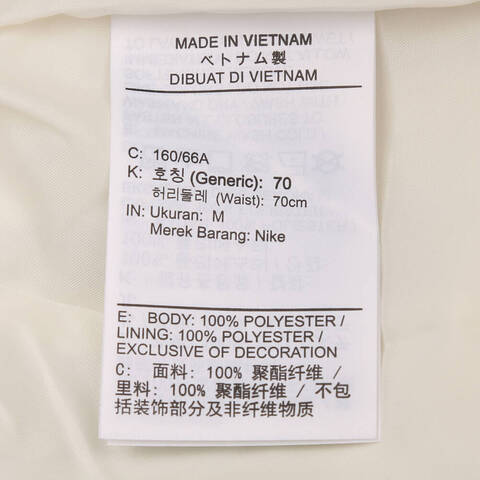 MADE IN VIETNAM
ベトナム製
DIBUAT DI VIETNAM
C: 160/66A
K: 호칭 (Generic): 70
허리둘레 (Waist): 70cm
IN: Ukuran: M
Merek Barang: Nike
E: BODY: 100% POLYESTER /
LINING: 100% POLYESTER /
EXCLUSIVE OF DECORATION
C: 面料: 100% 聚酯纤维 /
里料: 100% 聚酯纤维 / 不包
括装饰部分及非纤维物质